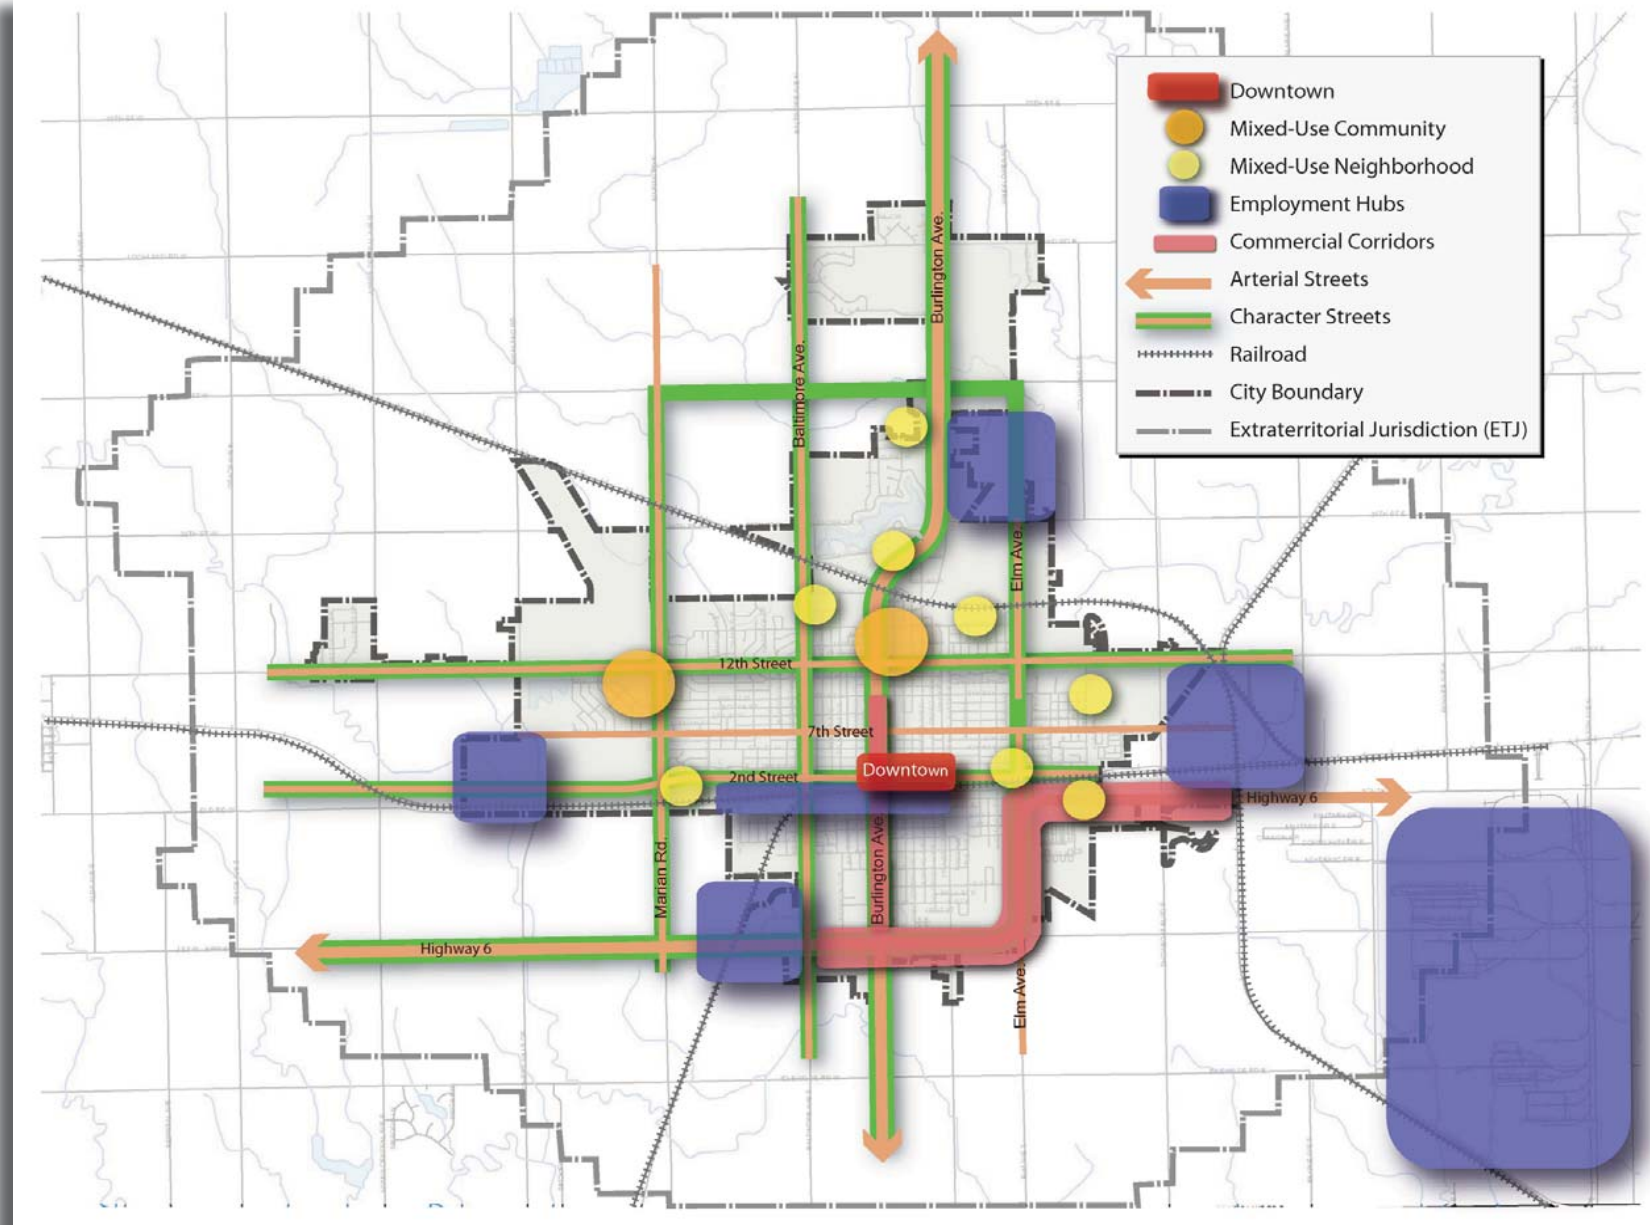 Downtown
Mixed-Use Community
Mixed-Use Neighborhood
Employment Hubs
Commercial Corridors
Arterial Streets
Character Streets
Railroad
City Boundary
Extraterritorial Jurisdiction (ETJ)
Burlington Ave.
Baltimore Ave.
Elm Ave.
12th Street
7th Street
2nd Street
Downtown
Highway 6
Marian Rd.
Burlington Ave.
Highway 6
Elm Ave.